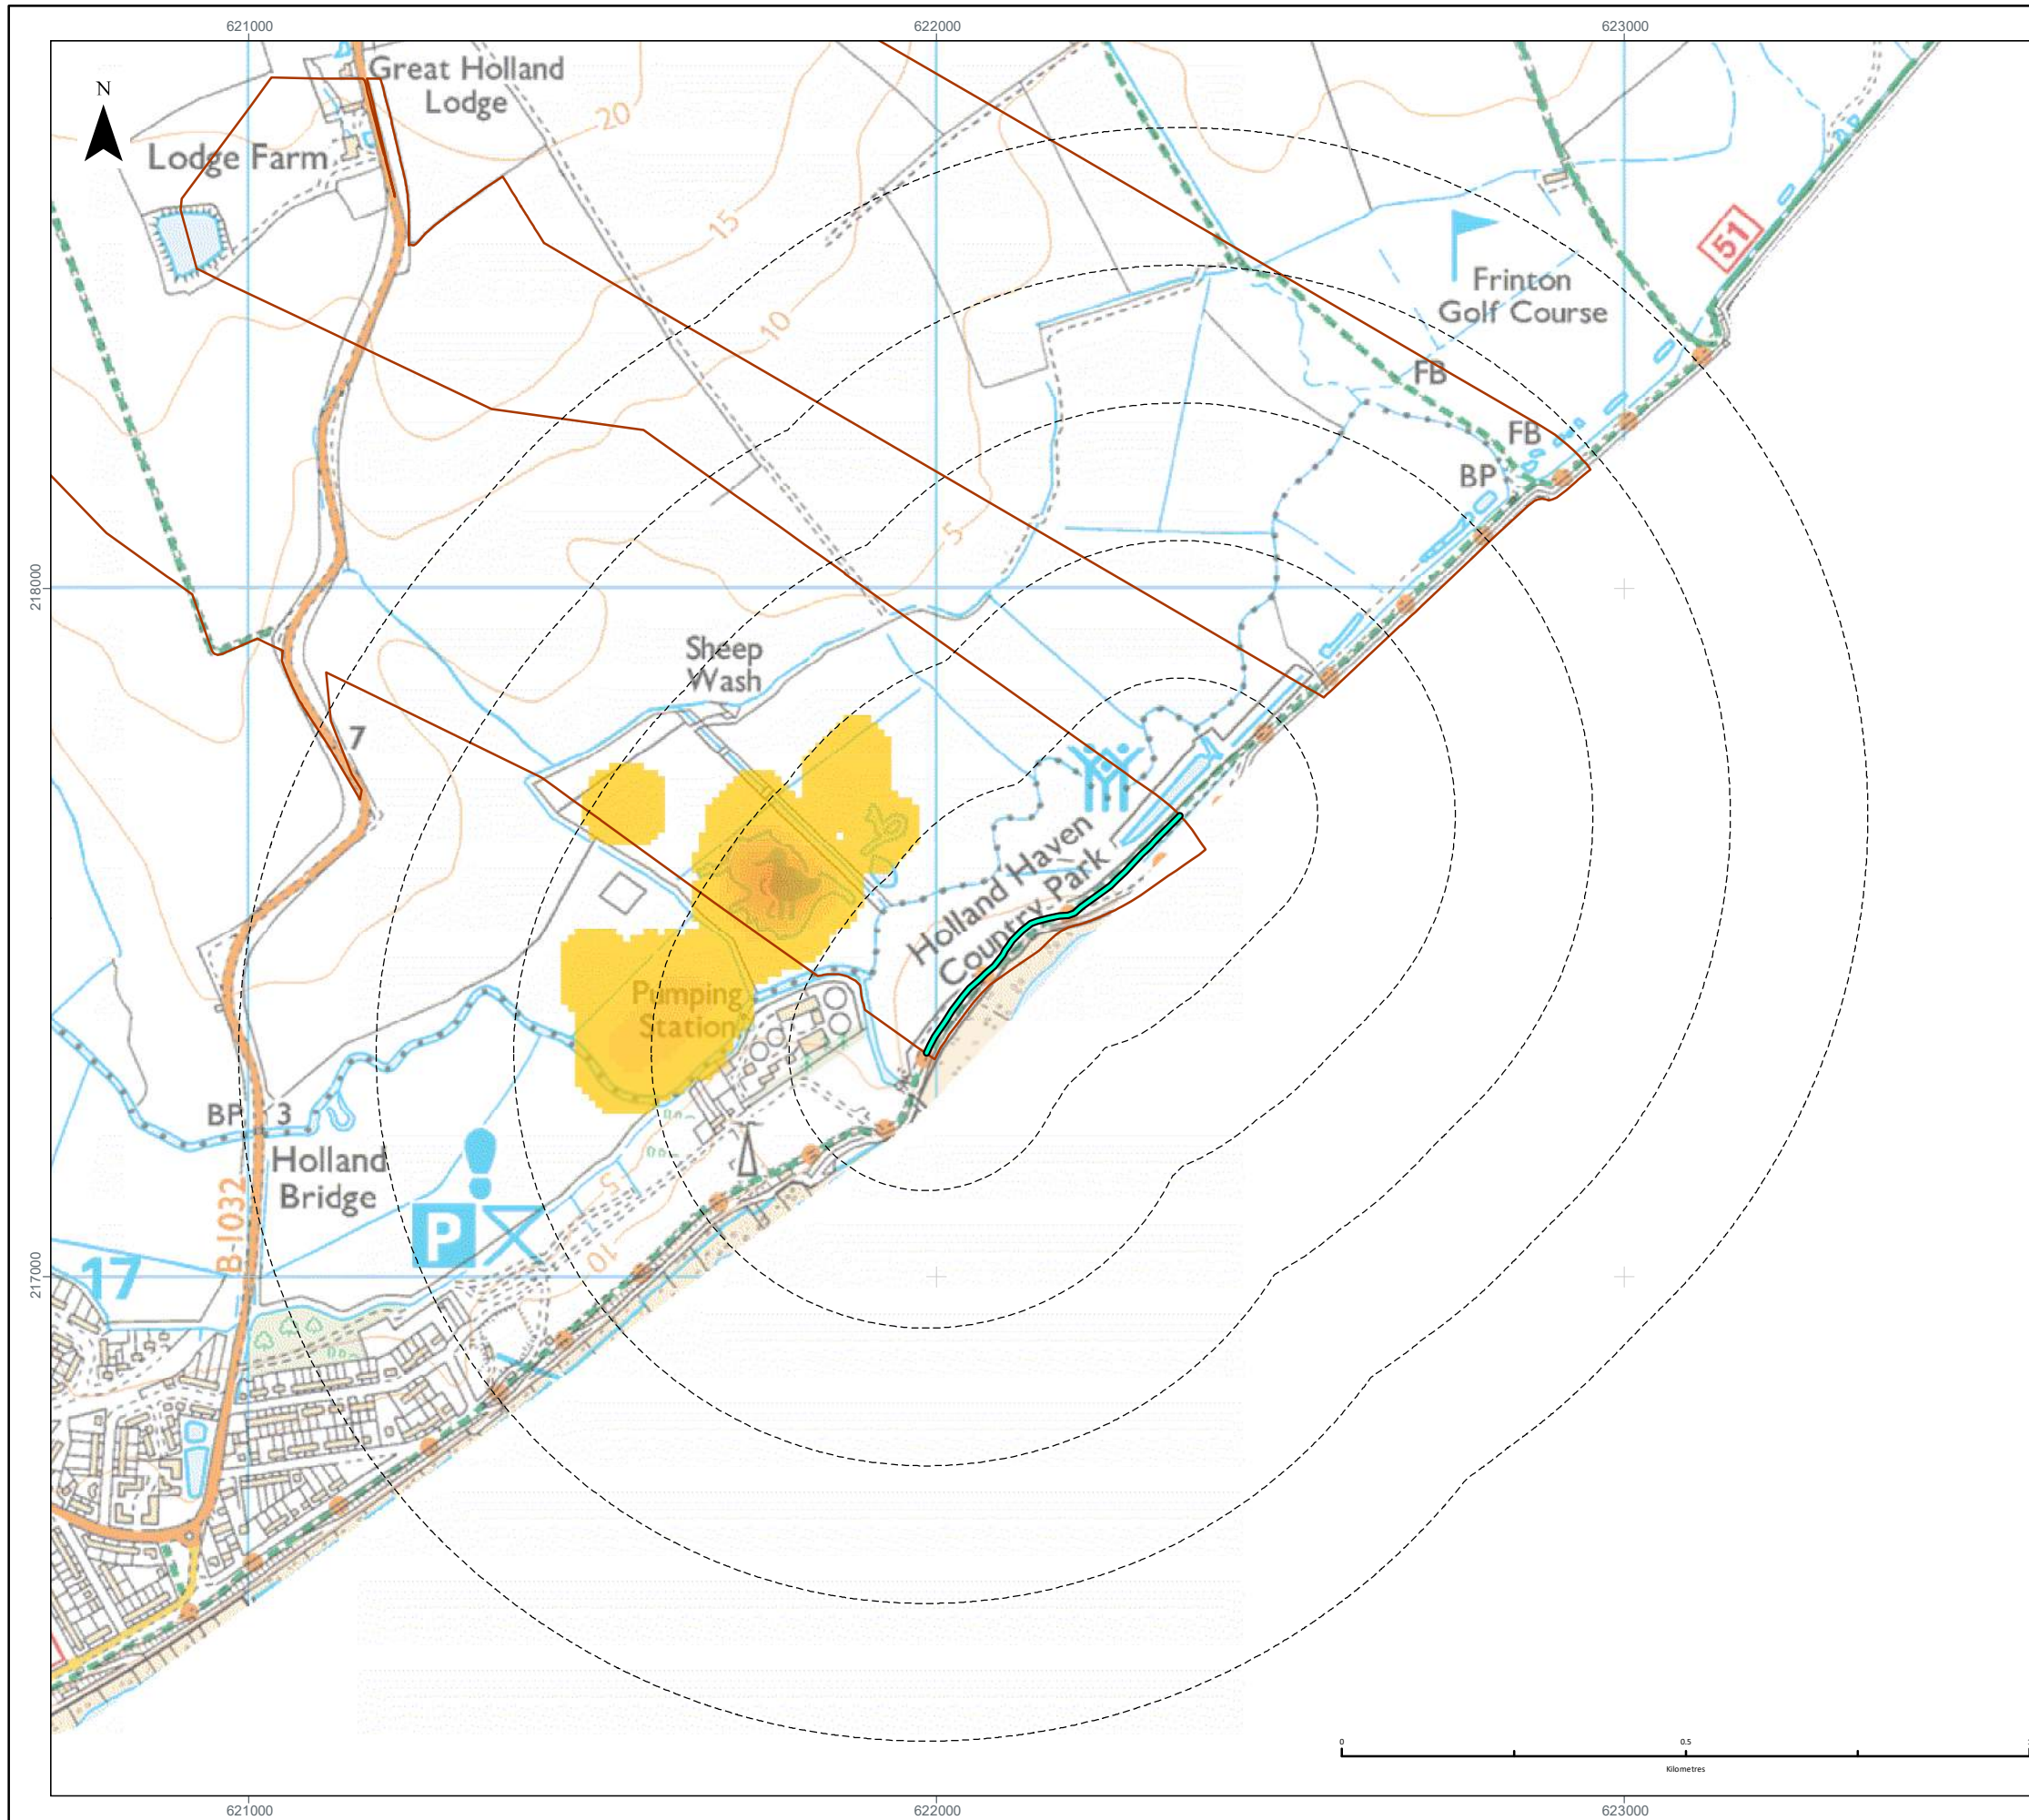 621000
622000
623000
N
Great Holland
Lodge
20
Lodge Farm
15
51
Frinton
Golf Course
10
FB
FB
BP
5
218000
Sheep
Wash
7
Holland Haven
Country Park
Pumping
Station
BP
3
Holland
Bridge
B 1032
P
5
10
17
217000
0
0.5
Kilometres
621000
622000
623000